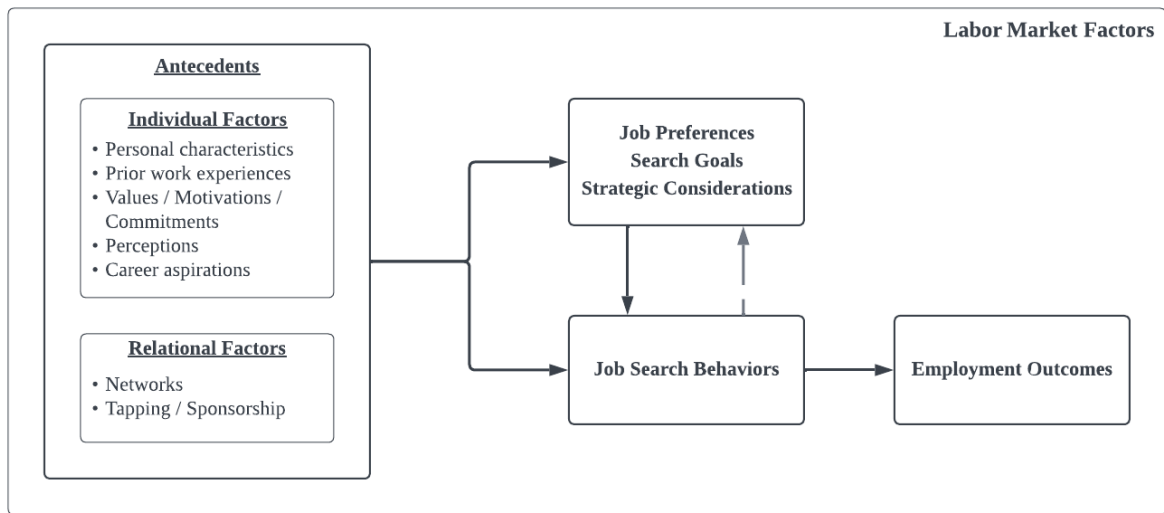 Labor Market Factors
Antecedents
Individual Factors
• Personal characteristics
• Prior work experiences
• Values / Motivations /
Commitments
• Perceptions
• Career aspirations
Relational Factors
• Networks
• Tapping / Sponsorship
Job Preferences
Search Goals
Strategic Considerations
Job Search Behaviors
Employment Outcomes